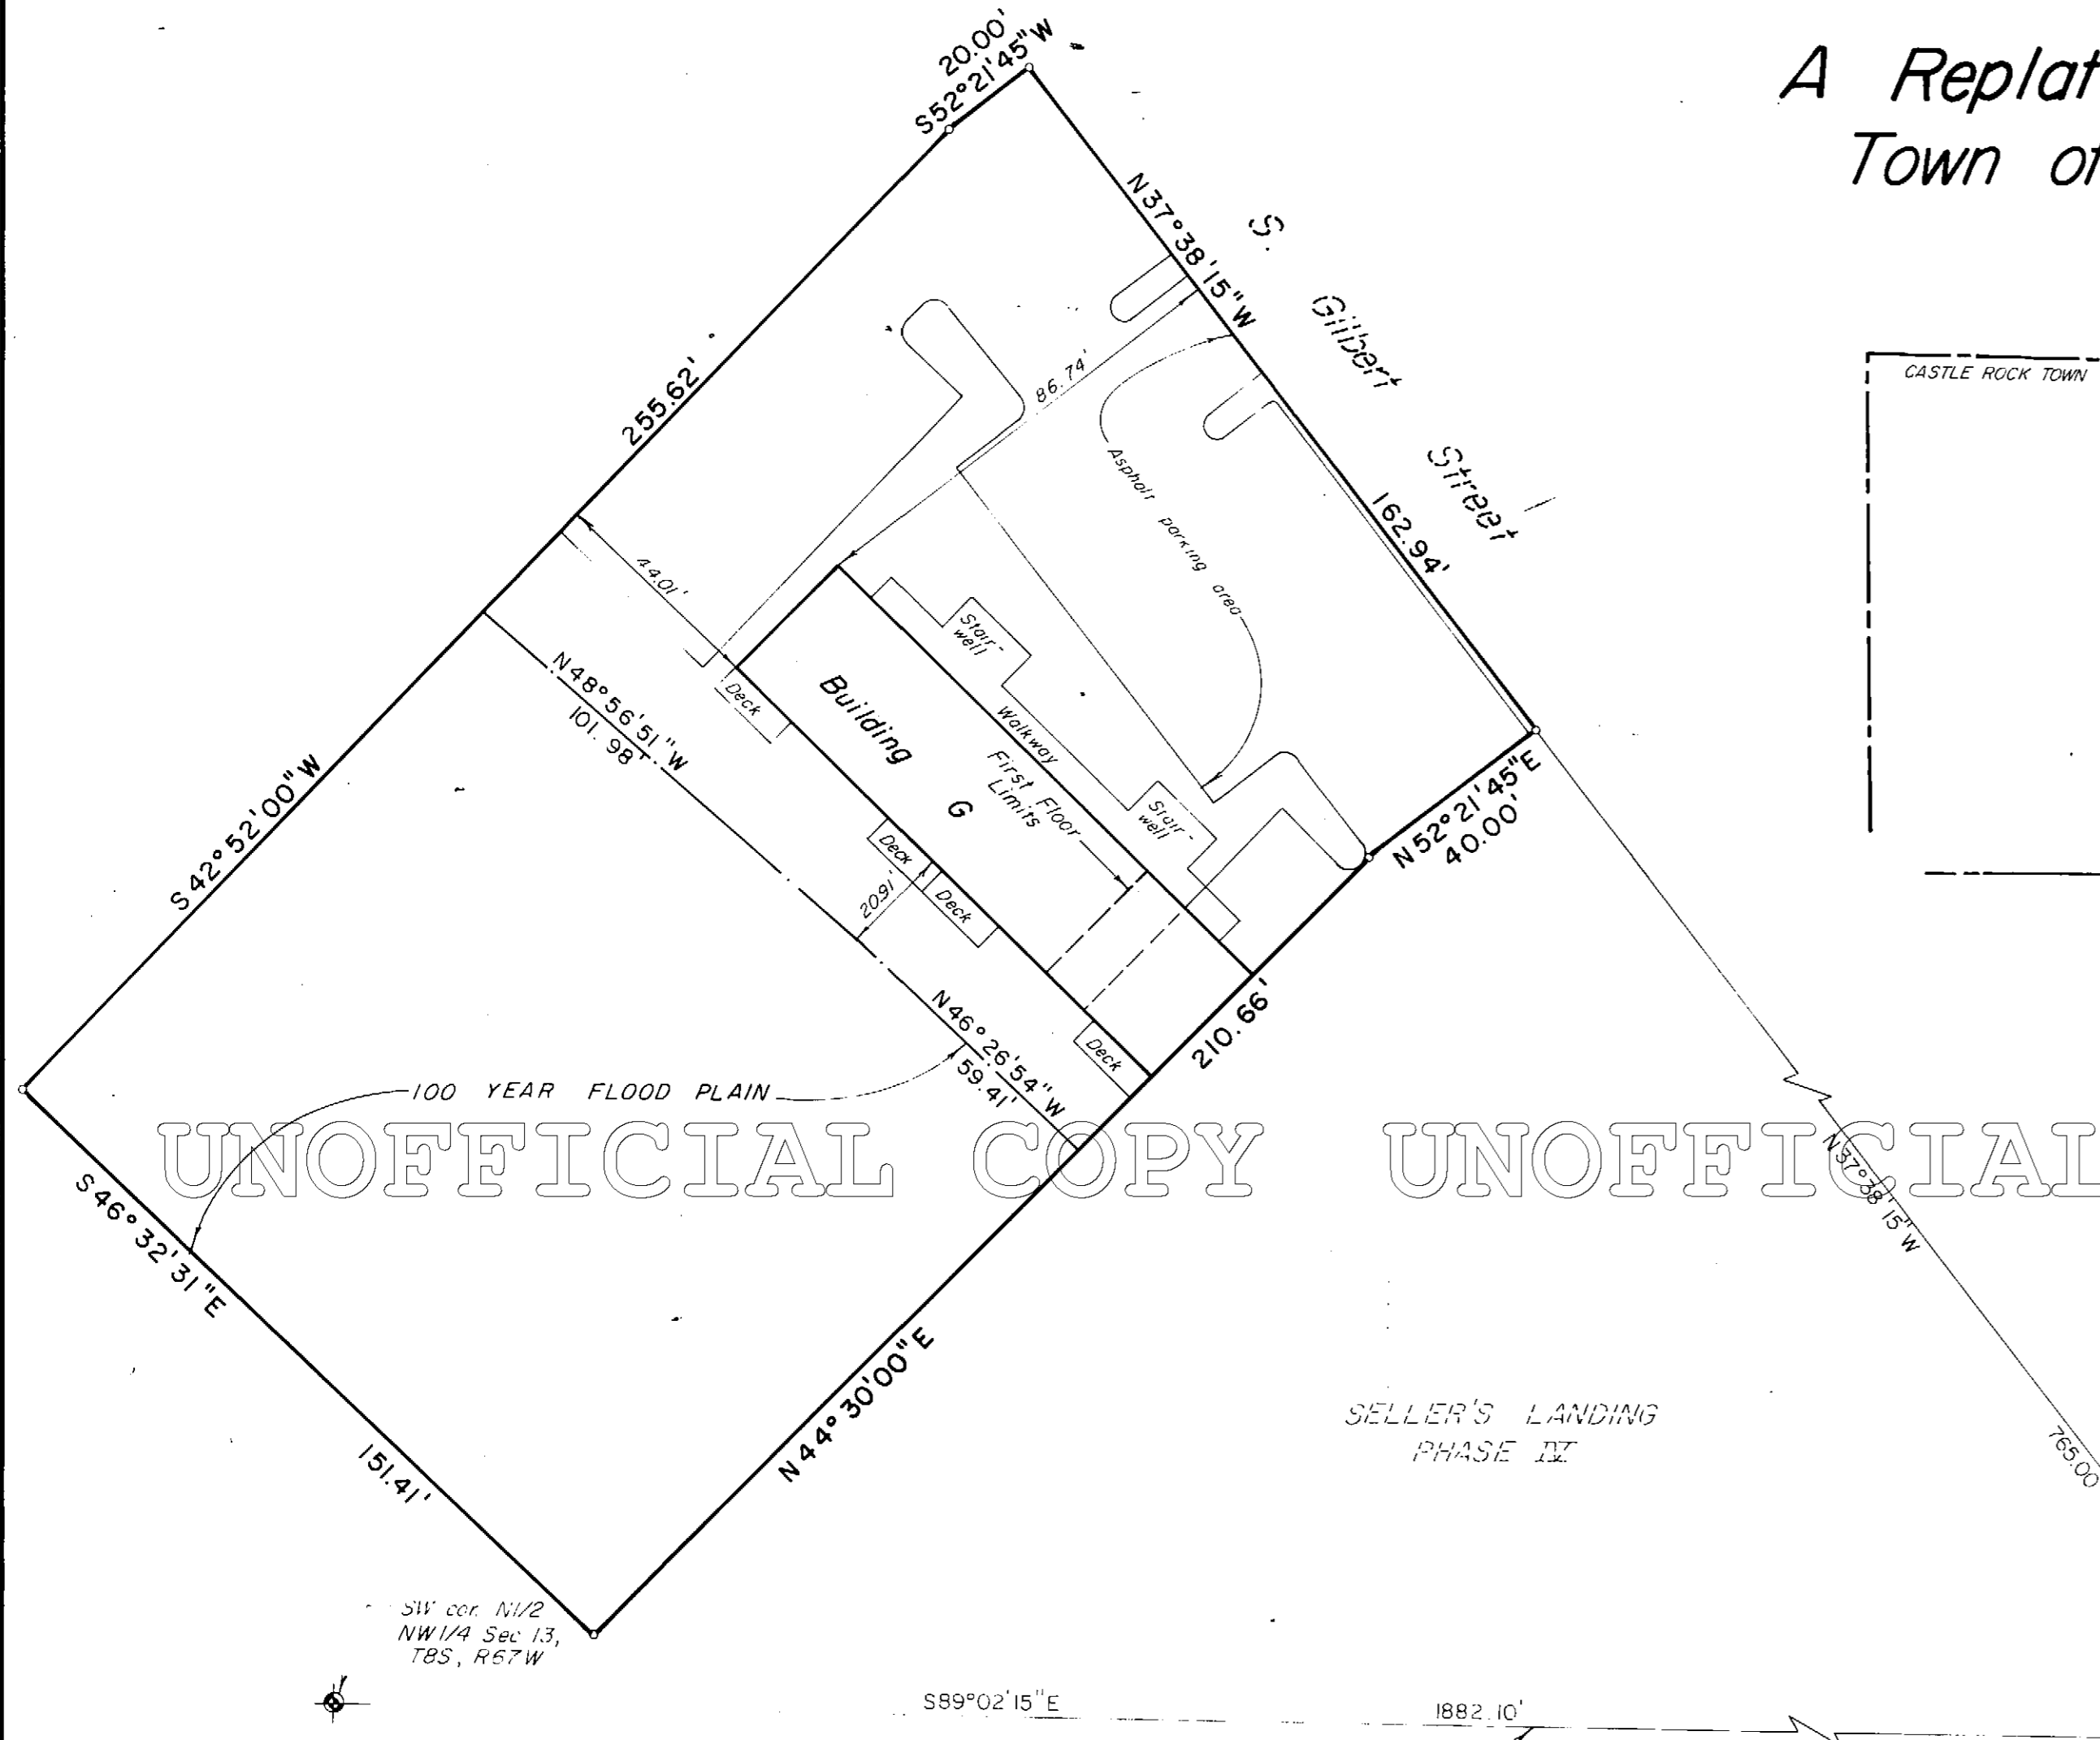 A Replat
Town of
20.00'
S52°21'45"W
N37°38'15"W
S. Gilbert Street
CASTLE ROCK TOWN
255.62'
86.74'
Asphalt parking area
162.94'
44.01'
Stair-
well
Deck
Building G
Walkway
First Floor
Limits
Stair-
well
N48°56'51"W
101.98'
N52°21'45"E
40.00'
Deck
20.91'
Deck
S42°52'00"W
N46°26'54"W
59.41'
Deck
210.66'
100 YEAR FLOOD PLAIN
UNOFFICIAL COPY UNOFFICIAL
N37°38'15"W
S46°32'31"E
N44°30'00"E
SELLER'S LANDING
PHASE IV
765.00
151.41'
SW cor. N1/2
NW1/4 Sec 13,
T8S, R67W
S89°02'15"E
1882.10'